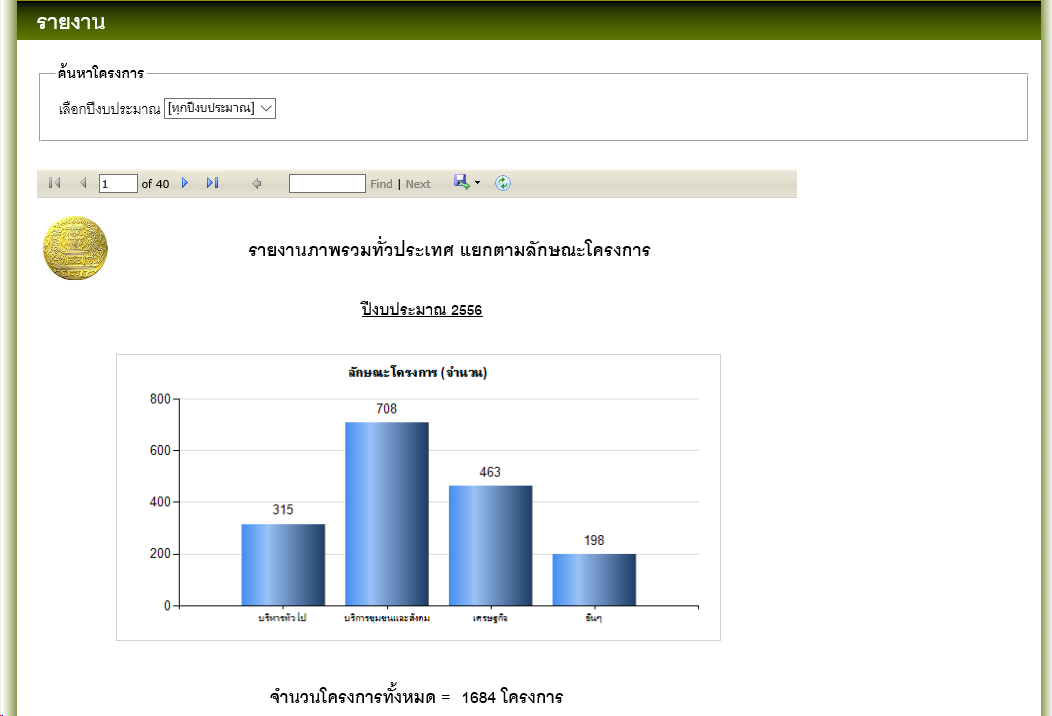 รายงาน
ค้นหาโครงการ
เลือกปีงบประมาณ [ทุกปีงบประมาณ]
1 of 40 Find | Next
รายงานภาพรวมทั่วประเทศ แยกตามลักษณะโครงการ
ปีงบประมาณ 2556
ลักษณะโครงการ (จำนวน)
800
708
600
463
400
315
200
198
0
บริหารทั่วไป บริการชุมชนและสังคม เศรษฐกิจ อื่นๆ
จำนวนโครงการทั้งหมด = 1684 โครงการ